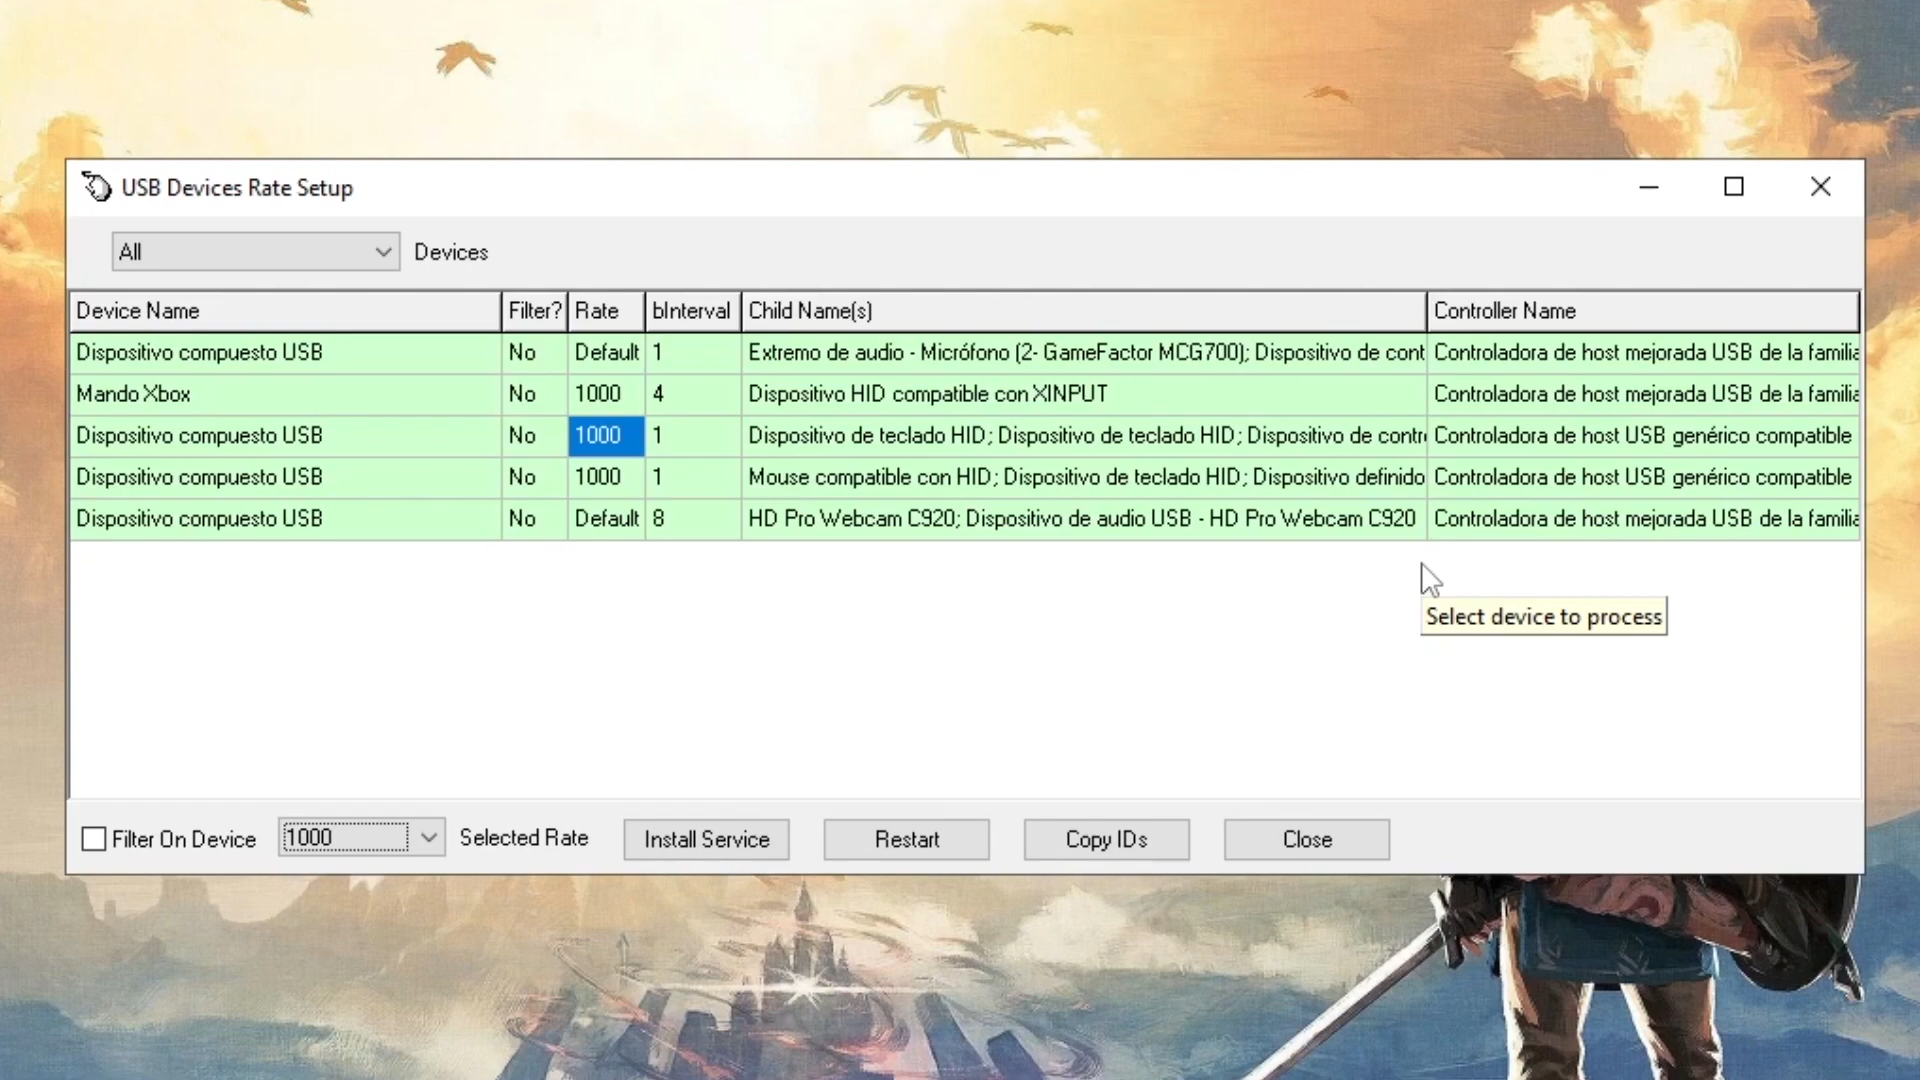 USB Devices Rate Setup
All Devices
Device Name Filter? Rate bInterval Child Name(s) Controller Name
Dispositivo compuesto USB No Default 1 Extremo de audio - Micrófono (2- GameFactor MCG700); Dispositivo de cont Controladora de host mejorada USB de la familia
Mando Xbox No 1000 4 Dispositivo HID compatible con XINPUT Controladora de host mejorada USB de la familia
Dispositivo compuesto USB No 1000 1 Dispositivo de teclado HID; Dispositivo de teclado HID; Dispositivo de contr Controladora de host USB genérico compatible
Dispositivo compuesto USB No 1000 1 Mouse compatible con HID; Dispositivo de teclado HID; Dispositivo definido Controladora de host USB genérico compatible
Dispositivo compuesto USB No Default 8 HD Pro Webcam C920; Dispositivo de audio USB - HD Pro Webcam C920 Controladora de host mejorada USB de la familia
Select device to process
Filter On Device 1000 Selected Rate Install Service Restart Copy IDs Close